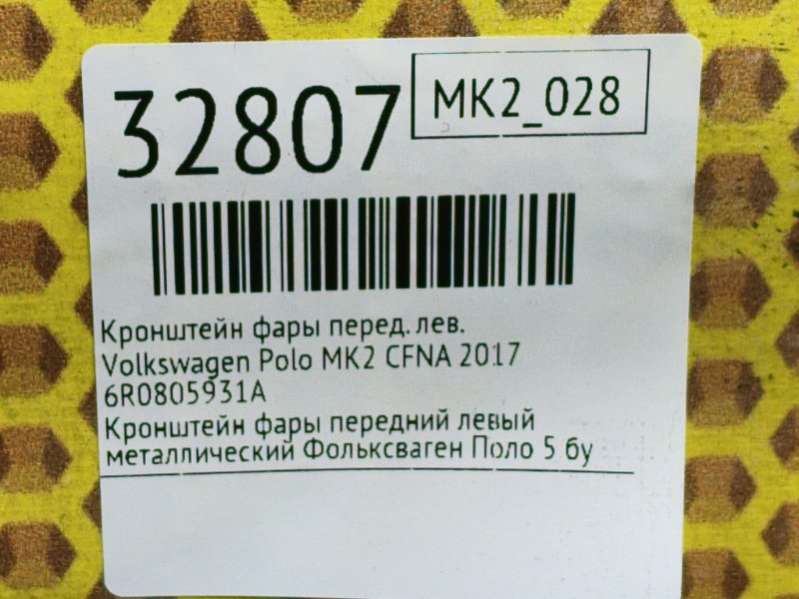 32807
MK2_028
Кронштейн фары перед. лев.
Volkswagen Polo MK2 CFNA 2017
6R0805931A
Кронштейн фары передний левый
металлический Фольксваген Поло 5 бу